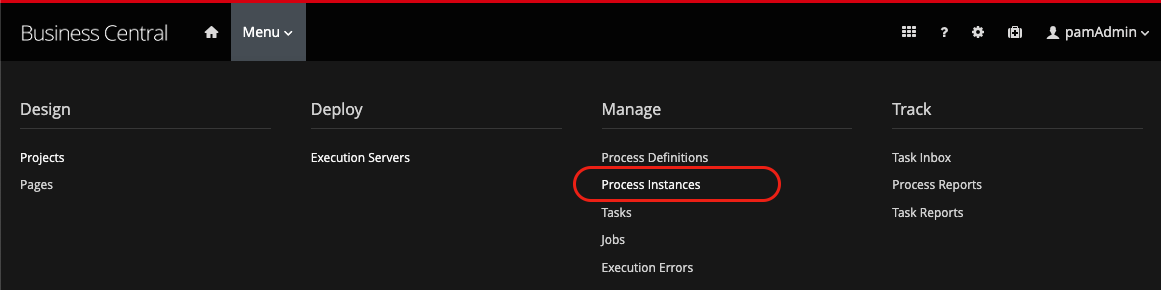 Business Central
Menu
?
pamAdmin
Design
Projects
Pages
Deploy
Execution Servers
Manage
Process Definitions
Process Instances
Tasks
Jobs
Execution Errors
Track
Task Inbox
Process Reports
Task Reports